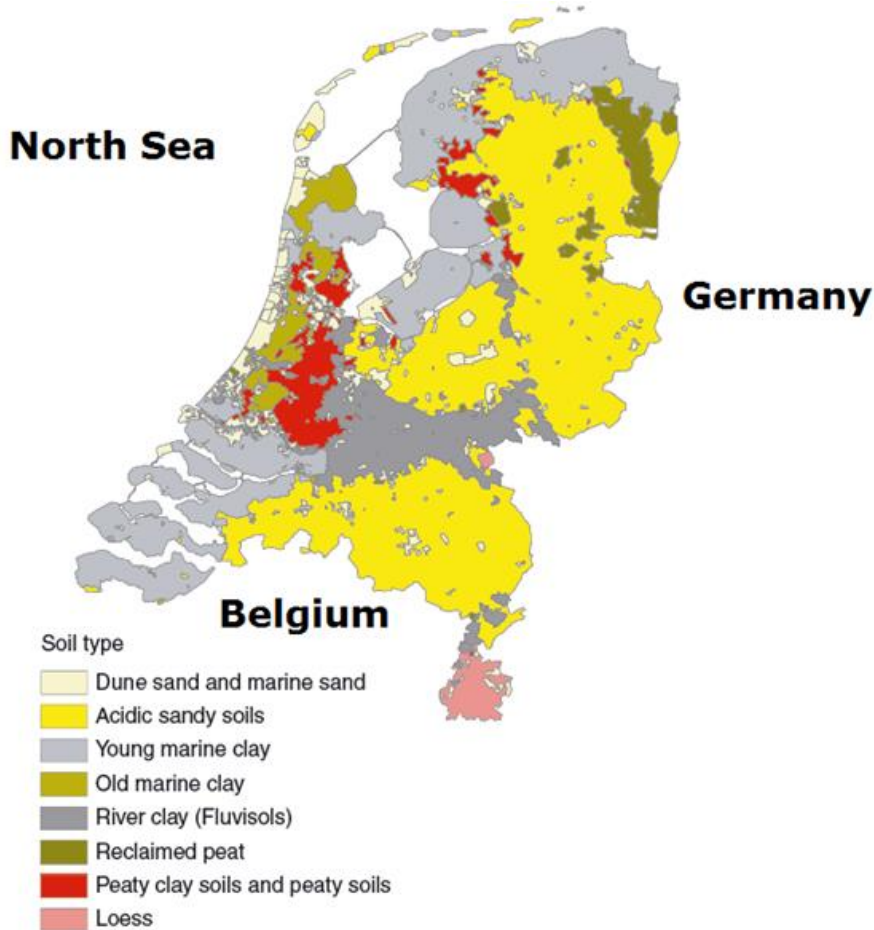 North Sea
Germany
Belgium
Soil type
Dune sand and marine sand
Acidic sandy soils
Young marine clay
Old marine clay
River clay (Fluvisols)
Reclaimed peat
Peaty clay soils and peaty soils
Loess